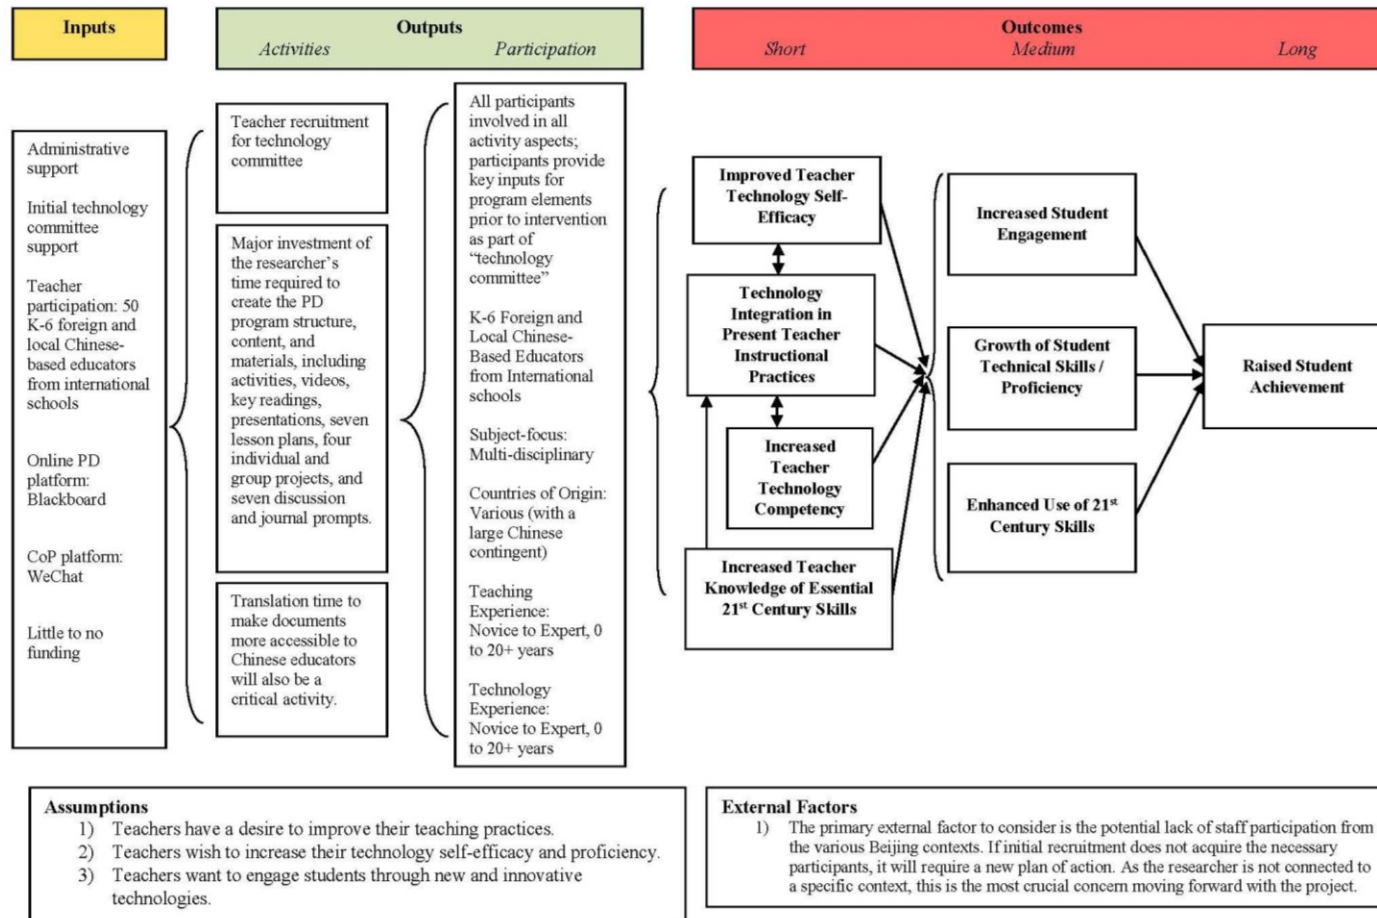 Inputs
Outputs
Activities
Participation
Outcomes
Short
Medium
Long
Administrative
support
Initial technology
committee
support
Teacher
participation: 50
K-6 foreign and
local Chinese-
based educators
from international
schools
Online PD
platform:
Blackboard
CoP platform:
WeChat
Little to no
funding
Teacher recruitment
for technology
committee
Major investment of
the researcher's
time required to
create the PD
program structure,
content, and
materials, including
activities, videos,
key readings,
presentations, seven
lesson plans, four
individual and
group projects, and
seven discussion
and journal prompts.
Translation time to
make documents
more accessible to
Chinese educators
will also be a
critical activity.
All participants
involved in all
activity aspects;
participants provide
key inputs for
program elements
prior to intervention
as part of
“technology
committee”
K-6 Foreign and
Local Chinese-
Based Educators
from International
schools
Subject-focus:
Multi-disciplinary
Countries of Origin:
Various (with a
large Chinese
contingent)
Teaching
Experience:
Novice to Expert, 0
to 20+ years
Technology
Experience:
Novice to Expert, 0
to 20+ years
Improved Teacher
Technology Self-
Efficacy
Technology
Integration in
Present Teacher
Instructional
Practices
Increased
Teacher
Technology
Competency
Increased Teacher
Knowledge of Essential
21st Century Skills
Increased Student
Engagement
Growth of Student
Technical Skills /
Proficiency
Enhanced Use of 21st
Century Skills
Raised Student
Achievement
Assumptions
1) Teachers have a desire to improve their teaching practices.
2) Teachers wish to increase their technology self-efficacy and proficiency.
3) Teachers want to engage students through new and innovative
technologies.
External Factors
1) The primary external factor to consider is the potential lack of staff participation from
the various Beijing contexts. If initial recruitment does not acquire the necessary
participants, it will require a new plan of action. As the researcher is not connected to
a specific context, this is the most crucial concern moving forward with the project.